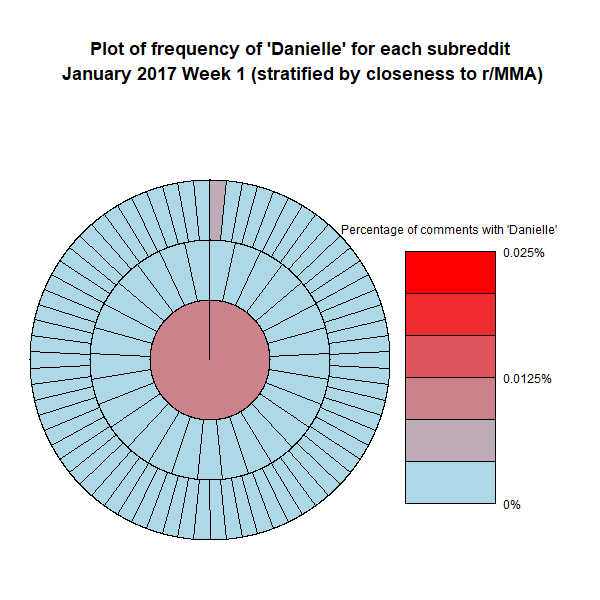 Plot of frequency of 'Danielle' for each subreddit
January 2017 Week 1 (stratified by closeness to r/MMA)
Percentage of comments with 'Danielle'
0.025%
0.0125%
0%